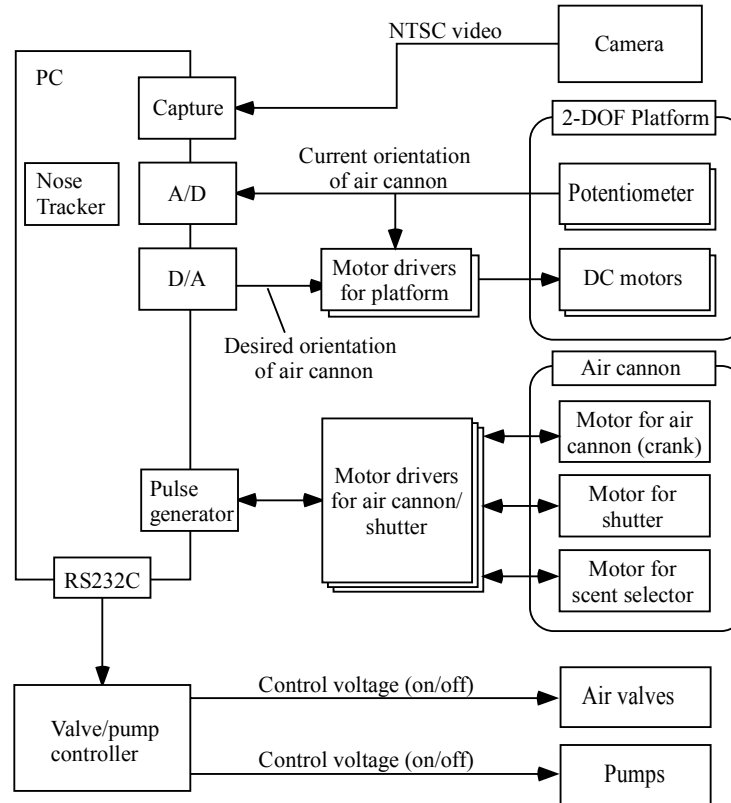 NTSC video
Camera
PC
Capture
2-DOF Platform
Current orientation
of air cannon
Nose
Tracker
A/D
Potentiometer
D/A
Motor drivers
for platform
DC motors
Desired orientation
of air cannon
Air cannon
Motor for air
cannon (crank)
Pulse
generator
Motor drivers
for air cannon/
shutter
Motor for
shutter
RS232C
Motor for
scent selector
Valve/pump
controller
Control voltage (on/off)
Air valves
Control voltage (on/off)
Pumps